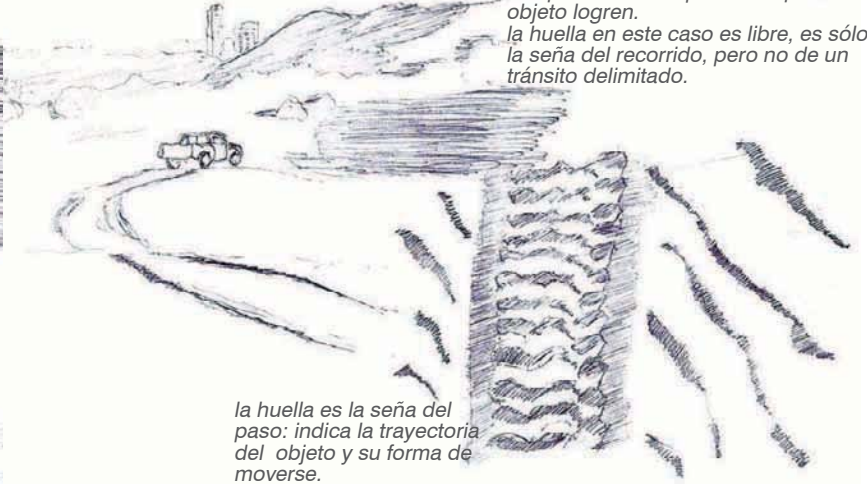 objeto logren.
la huella en este caso es libre, es sólo
la seña del recorrido, pero no de un
tránsito delimitado.
la huella es la seña del
paso: indica la trayectoria
del objeto y su forma de
moverse.